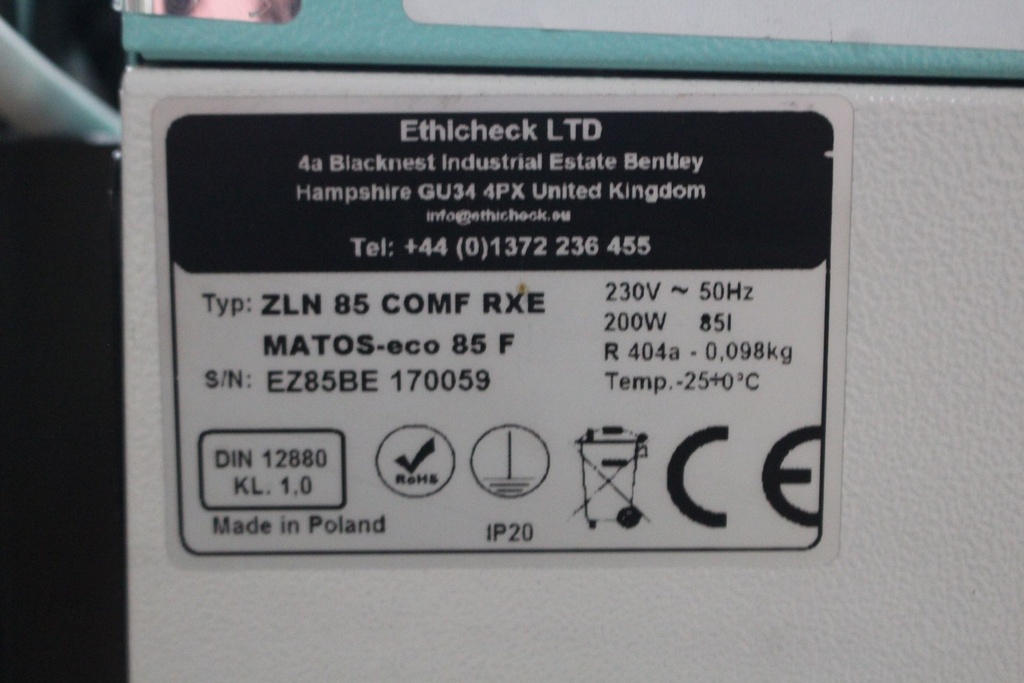 Ethicheck LTD
4a Blacknest Industrial Estate Bentley
Hampshire GU34 4PX United Kingdom
info@ethicheck.eu
Tel: +44 (0)1372 236 455
Typ: ZLN 85 COMF RXE
MATOS-eco 85 F
S/N: EZ85BE 170059
230V ~ 50Hz
200W 85l
R 404a - 0,098kg
Temp.-25÷0°C
DIN 12880
KL. 1,0
RoHS
Made in Poland
IP20
CE